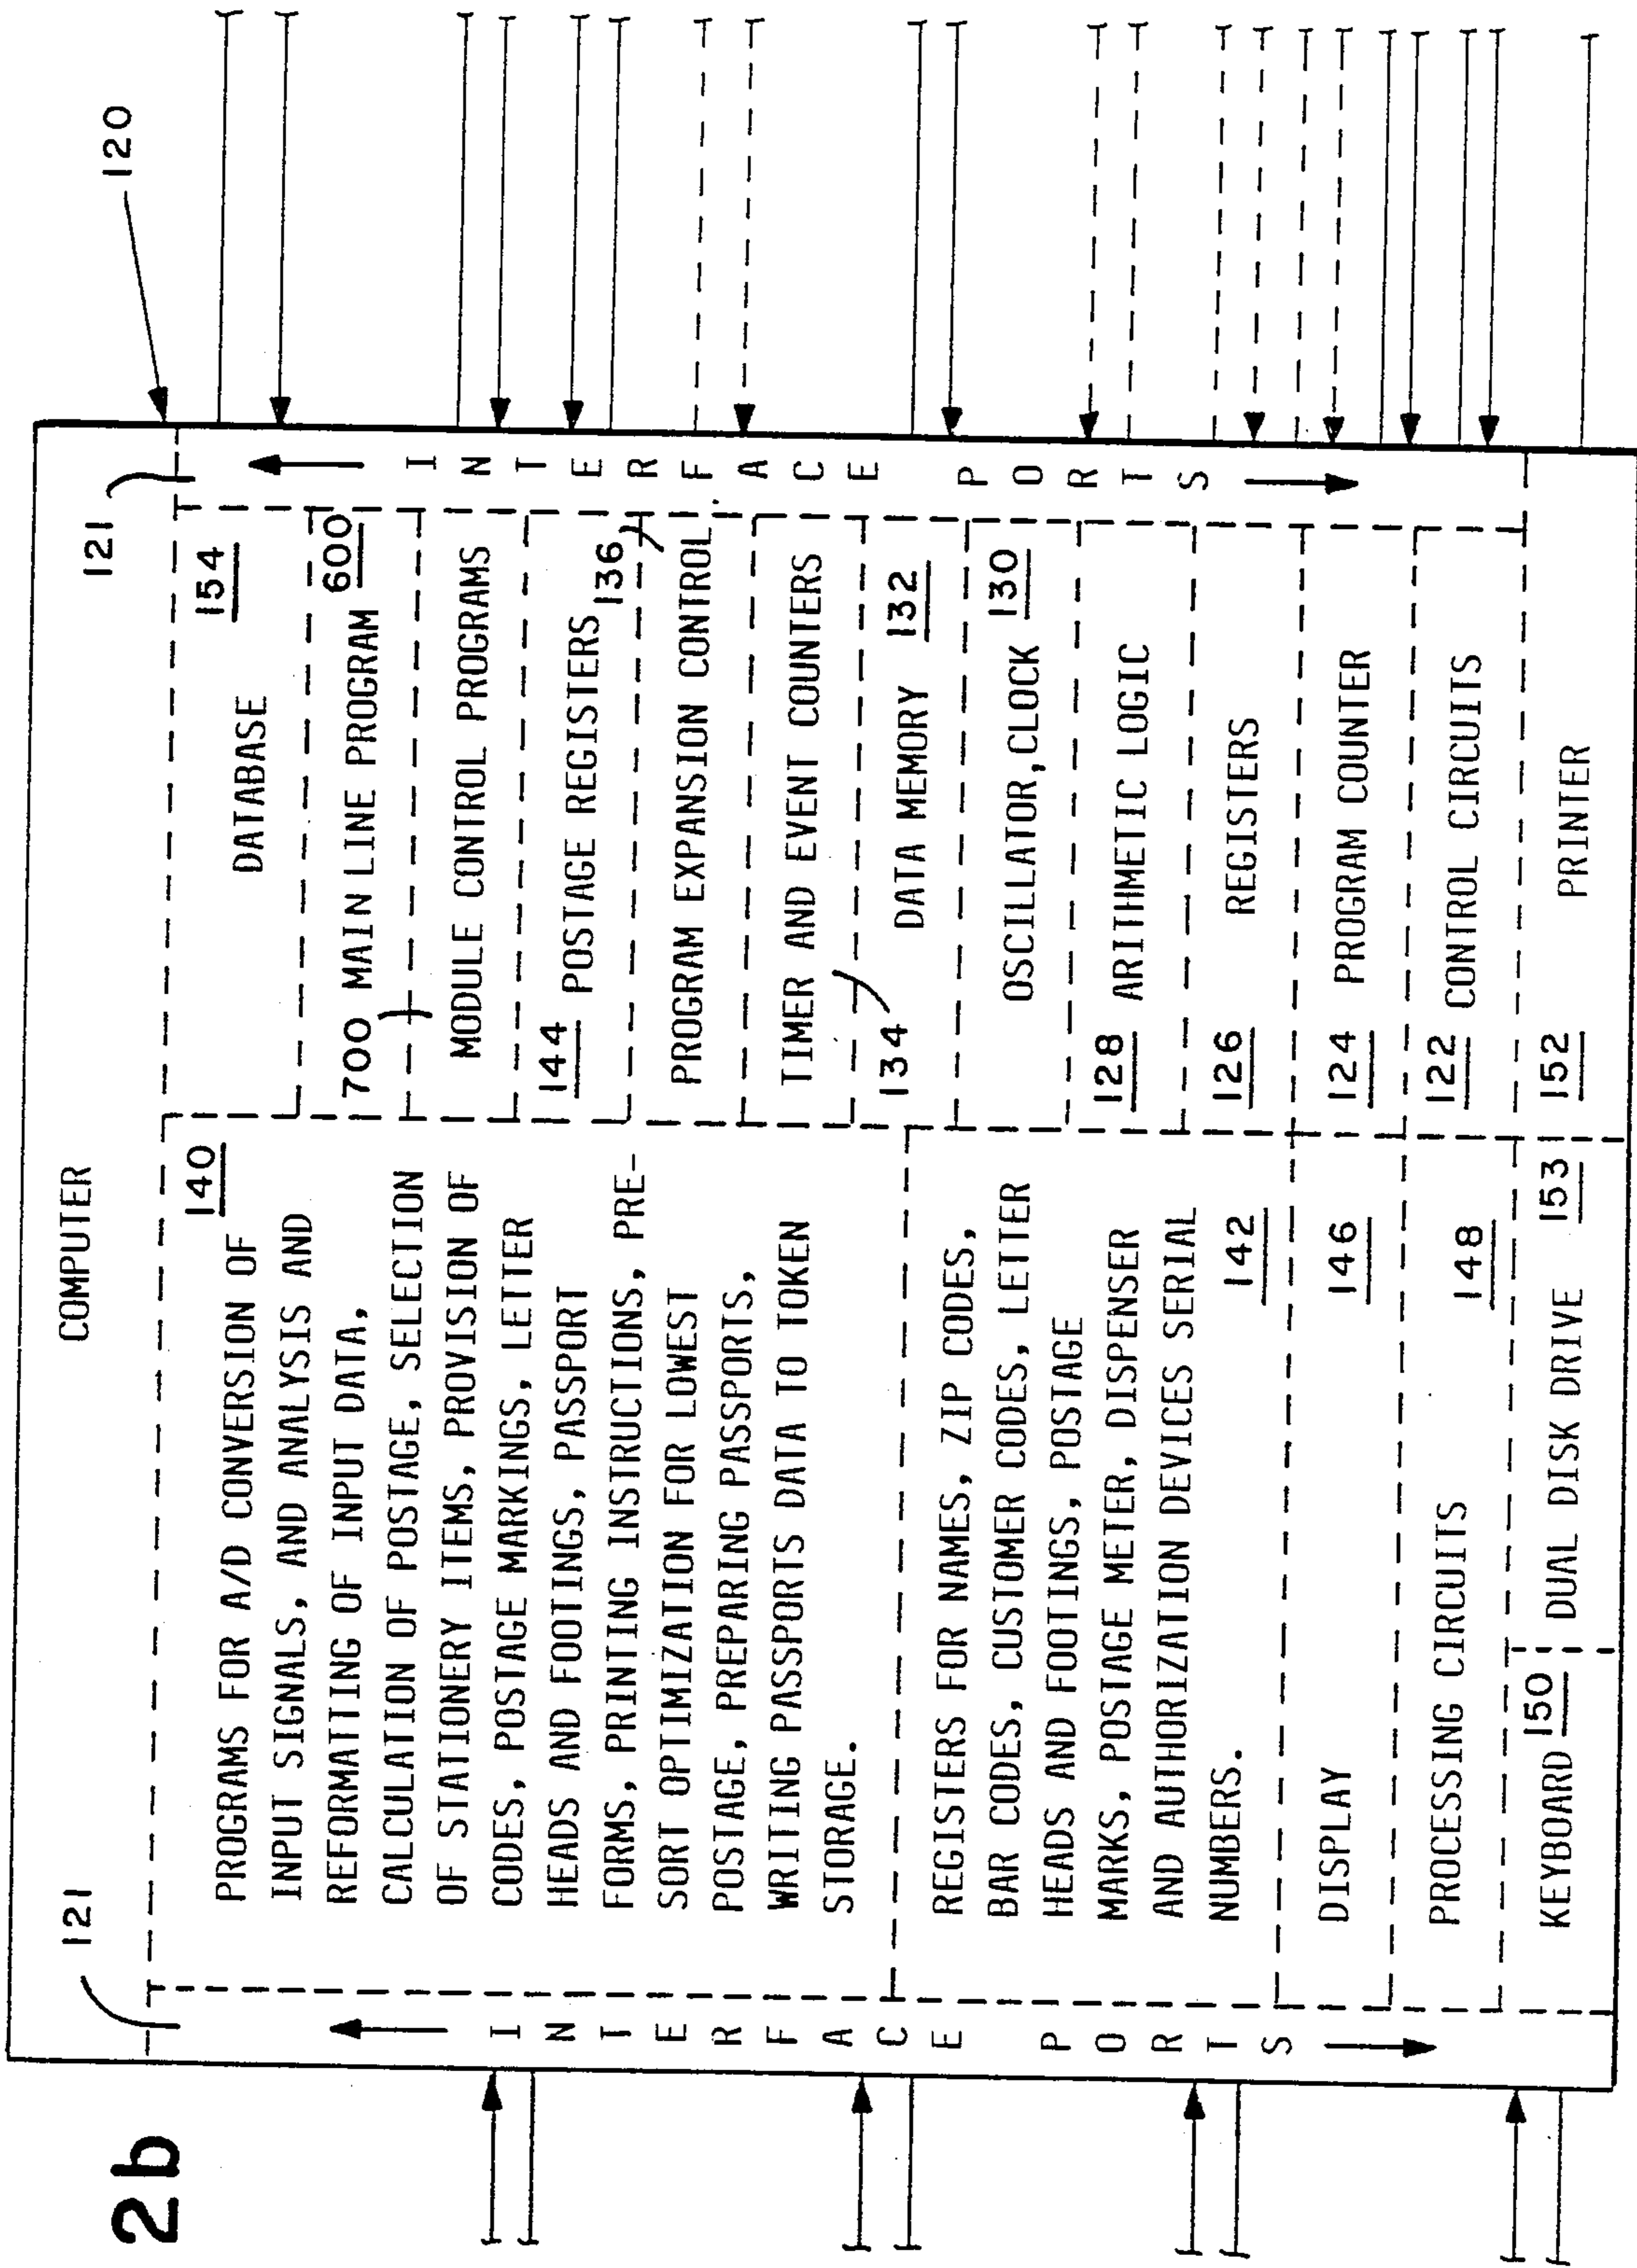 2b
COMPUTER
120
121
121
INTERFACE PORTS
140
PROGRAMS FOR A/D CONVERSION OF
INPUT SIGNALS, AND ANALYSIS AND
REFORMATING OF INPUT DATA,
CALCULATION OF POSTAGE, SELECTION
OF STATIONERY ITEMS, PROVISION OF
CODES, POSTAGE MARKINGS, LETTER
HEADS AND FOOTINGS, PASSPORT
FORMS, PRINTING INSTRUCTIONS, PRE-
SORT OPTIMIZATION FOR LOWEST
POSTAGE, PREPARING PASSPORTS,
WRITING PASSPORTS DATA TO TOKEN
STORAGE.
REGISTERS FOR NAMES, ZIP CODES,
BAR CODES, CUSTOMER CODES, LETTER
HEADS AND FOOTINGS, POSTAGE
MARKS, POSTAGE METER, DISPENSER
AND AUTHORIZATION DEVICES SERIAL
NUMBERS. 142
DISPLAY 146
PROCESSING CIRCUITS 148
KEYBOARD 150
DUAL DISK DRIVE 153
DATABASE 154
700 MAIN LINE PROGRAM 600
MODULE CONTROL PROGRAMS
144 POSTAGE REGISTERS 136
PROGRAM EXPANSION CONTROL
TIMER AND EVENT COUNTERS
134 DATA MEMORY 132
OSCILLATOR,CLOCK 130
128 ARITHMETIC LOGIC
126 REGISTERS
124 PROGRAM COUNTER
122 CONTROL CIRCUITS
152 PRINTER
INTERFACE PORTS